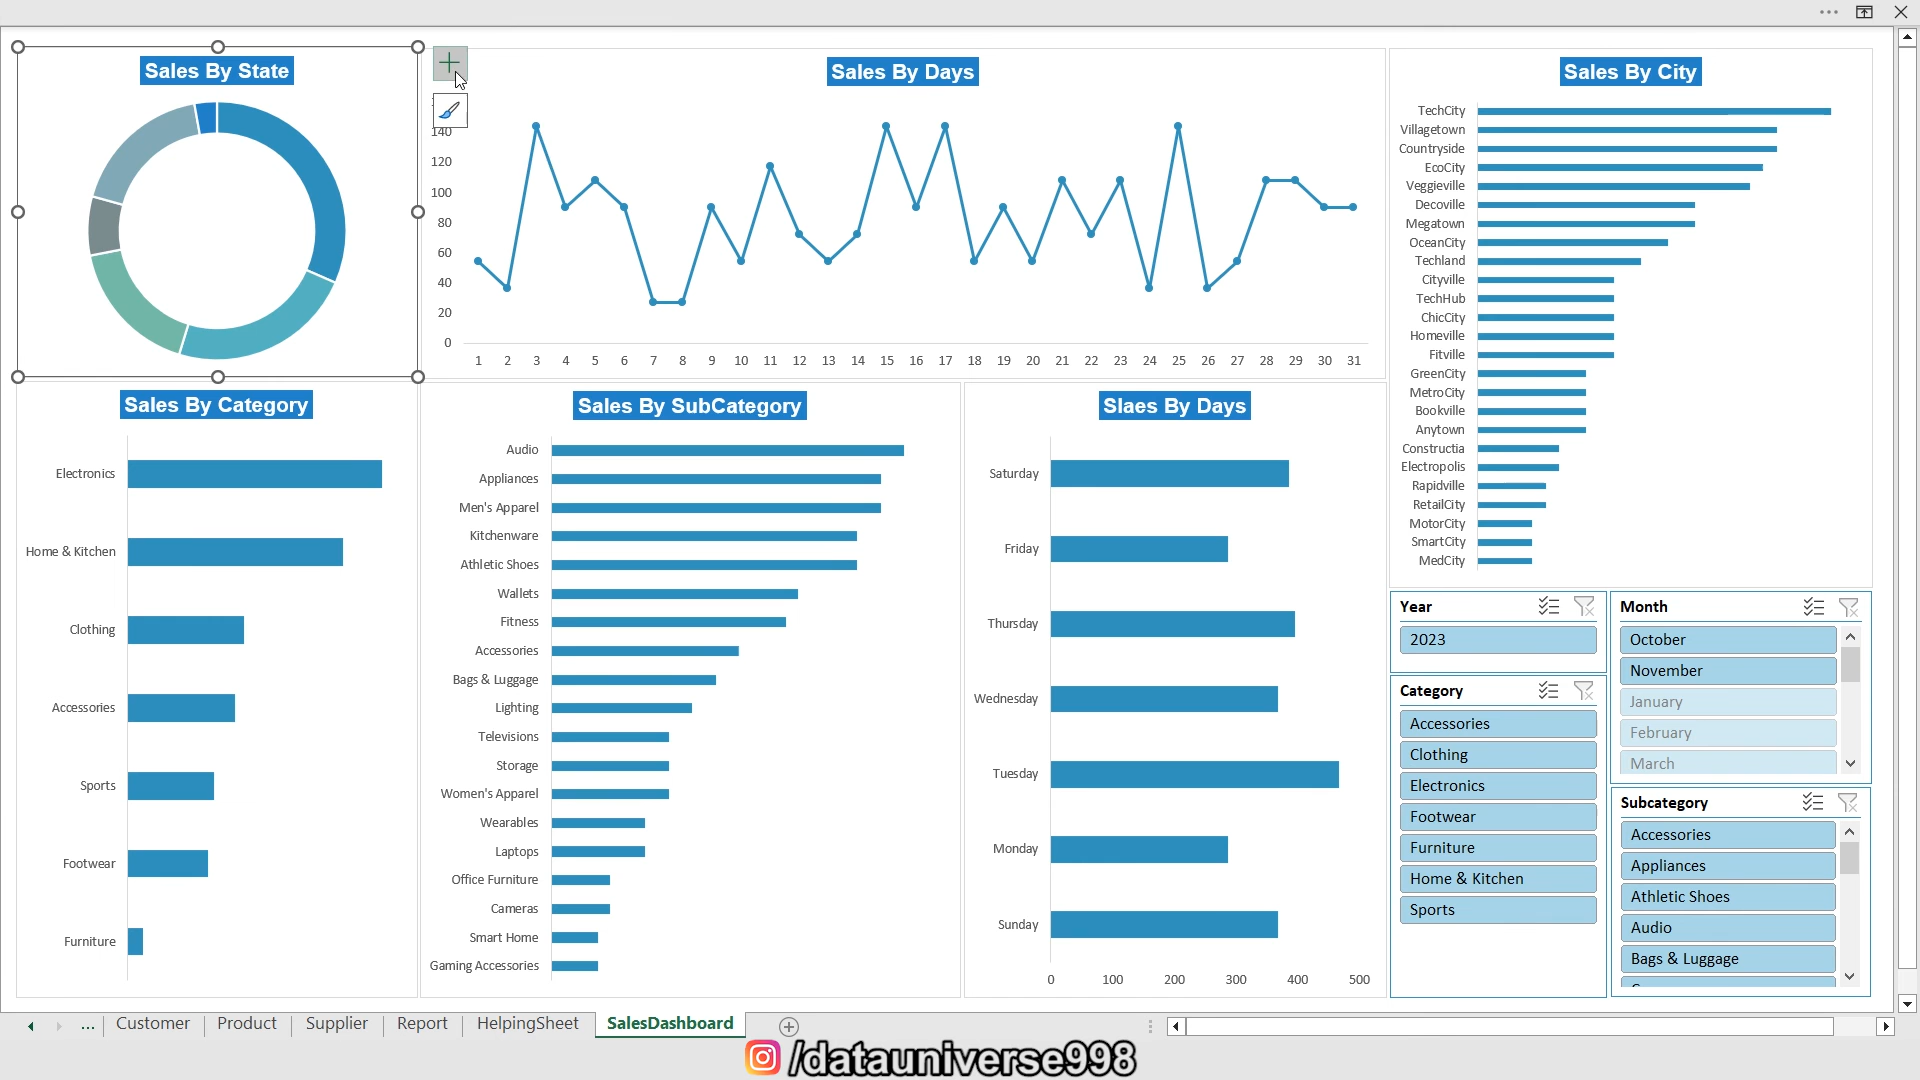 Sales By State
Sales By Days
140
120
100
80
60
40
20
0
1 2 3 4 5 6 7 8 9 10 11 12 13 14 15 16 17 18 19 20 21 22 23 24 25 26 27 28 29 30 31
Sales By City
TechCity
Villagetown
Countryside
EcoCity
Veggieville
Decoville
Megatown
OceanCity
Techland
Cityville
TechHub
ChicCity
Homeville
Fitville
GreenCity
MetroCity
Bookville
Anytown
Constructia
Electropolis
Rapidville
RetailCity
MotorCity
SmartCity
MedCity
Sales By Category
Electronics
Home & Kitchen
Clothing
Accessories
Sports
Footwear
Furniture
Sales By SubCategory
Audio
Appliances
Men's Apparel
Kitchenware
Athletic Shoes
Wallets
Fitness
Accessories
Bags & Luggage
Lighting
Televisions
Storage
Women's Apparel
Wearables
Laptops
Office Furniture
Cameras
Smart Home
Gaming Accessories
Slaes By Days
Saturday
Friday
Thursday
Wednesday
Tuesday
Monday
Sunday
0 100 200 300 400 500
Year
2023
Month
October
November
January
February
March
Category
Accessories
Clothing
Electronics
Footwear
Furniture
Home & Kitchen
Sports
Subcategory
Accessories
Appliances
Athletic Shoes
Audio
Bags & Luggage
... Customer Product Supplier Report HelpingSheet SalesDashboard
/datauniverse998